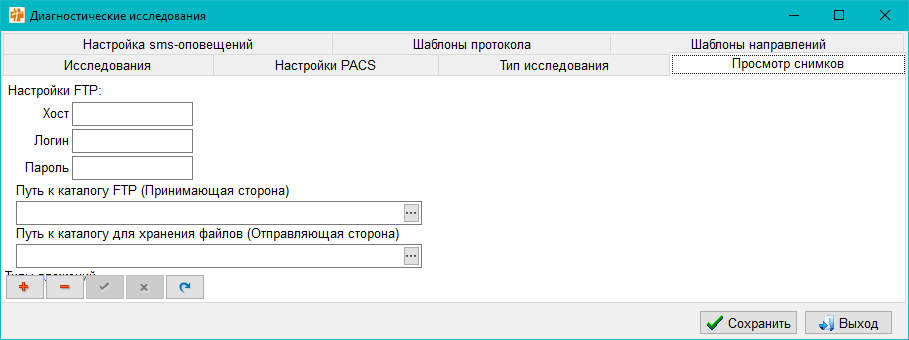 Диагностические исследования
Настройка sms-оповещений Шаблоны протокола Шаблоны направлений
Исследования Настройки PACS Тип исследования Просмотр снимков
Настройки FTP:
Хост
Логин
Пароль
Путь к каталогу FTP (Принимающая сторона)
Путь к каталогу для хранения файлов (Отправляющая сторона)
Сохранить Выход